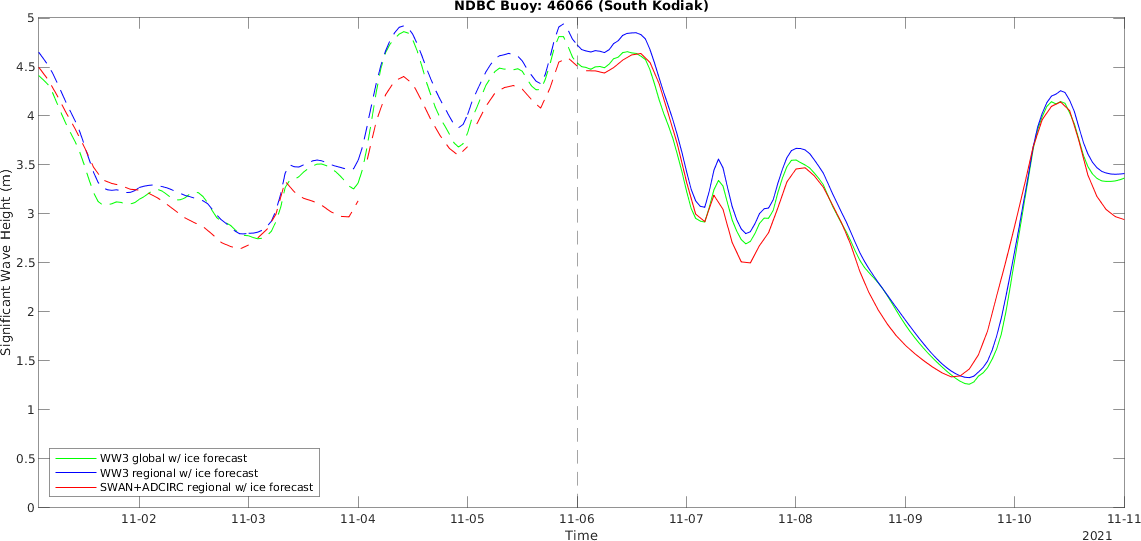 NDBC Buoy: 46066 (South Kodiak)
5
4.5
4
3.5
3
2.5
2
1.5
1
0.5
0
Significant Wave Height (m)
WW3 global w/ ice forecast
WW3 regional w/ ice forecast
SWAN+ADCIRC regional w/ ice forecast
11-02 11-03 11-04 11-05 11-06 11-07 11-08 11-09 11-10 11-11
Time
2021